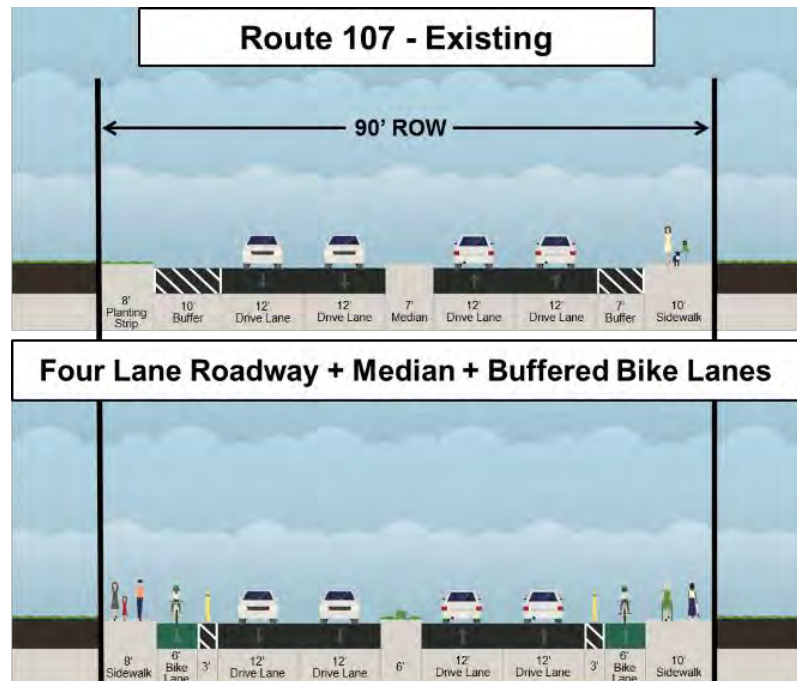 Route 107 - Existing
90' ROW
8' Planting Strip
10' Buffer
12' Drive Lane
12' Drive Lane
7' Median
12' Drive Lane
12' Drive Lane
7' Buffer
10' Sidewalk
Four Lane Roadway + Median + Buffered Bike Lanes
8' Sidewalk
6' Bike Lane
3'
12' Drive Lane
12' Drive Lane
6'
12' Drive Lane
12' Drive Lane
3'
6' Bike Lane
10' Sidewalk